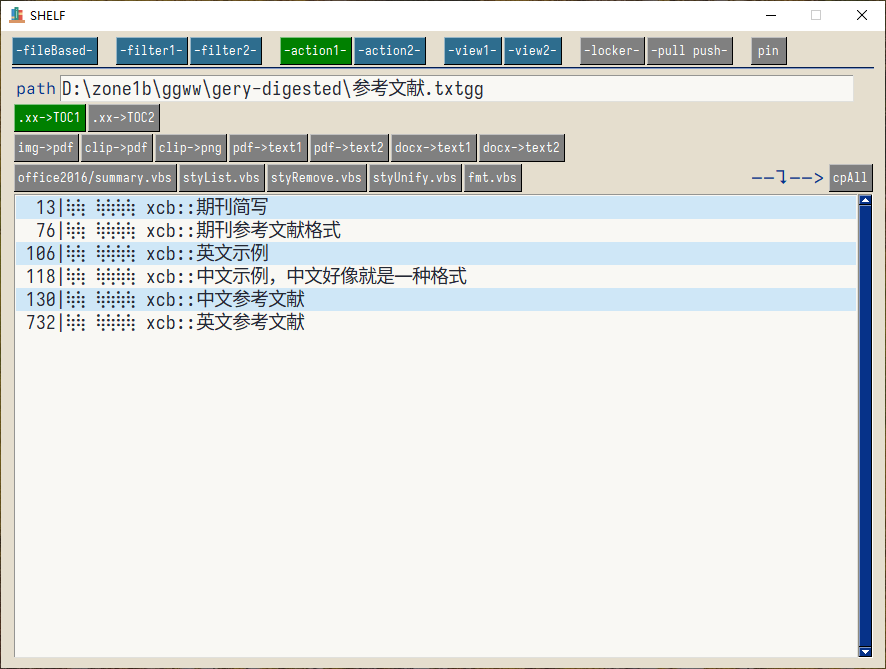 SHELF
-fileBased- -filter1- -filter2- -action1- -action2- -view1- -view2- -locker- -pull push- pin
path D:\zone1b\ggww\gery-digested\参考文献.txtgg
.xx->TOC1 .xx->TOC2
img->pdf clip->pdf clip->png pdf->text1 pdf->text2 docx->text1 docx->text2
office2016/summary.vbs styList.vbs styRemove.vbs styUnify.vbs fmt.vbs ——⤵——> cpAll
13|⢷⢷ ⢷⢷⢷⢷ xcb::期刊简写
76|⢷⢷ ⢷⢷⢷⢷ xcb::期刊参考文献格式
106|⢷⢷ ⢷⢷⢷⢷ xcb::英文示例
118|⢷⢷ ⢷⢷⢷⢷ xcb::中文示例，中文好像就是一种格式
130|⢷⢷ ⢷⢷⢷⢷ xcb::中文参考文献
732|⢷⢷ ⢷⢷⢷⢷ xcb::英文参考文献